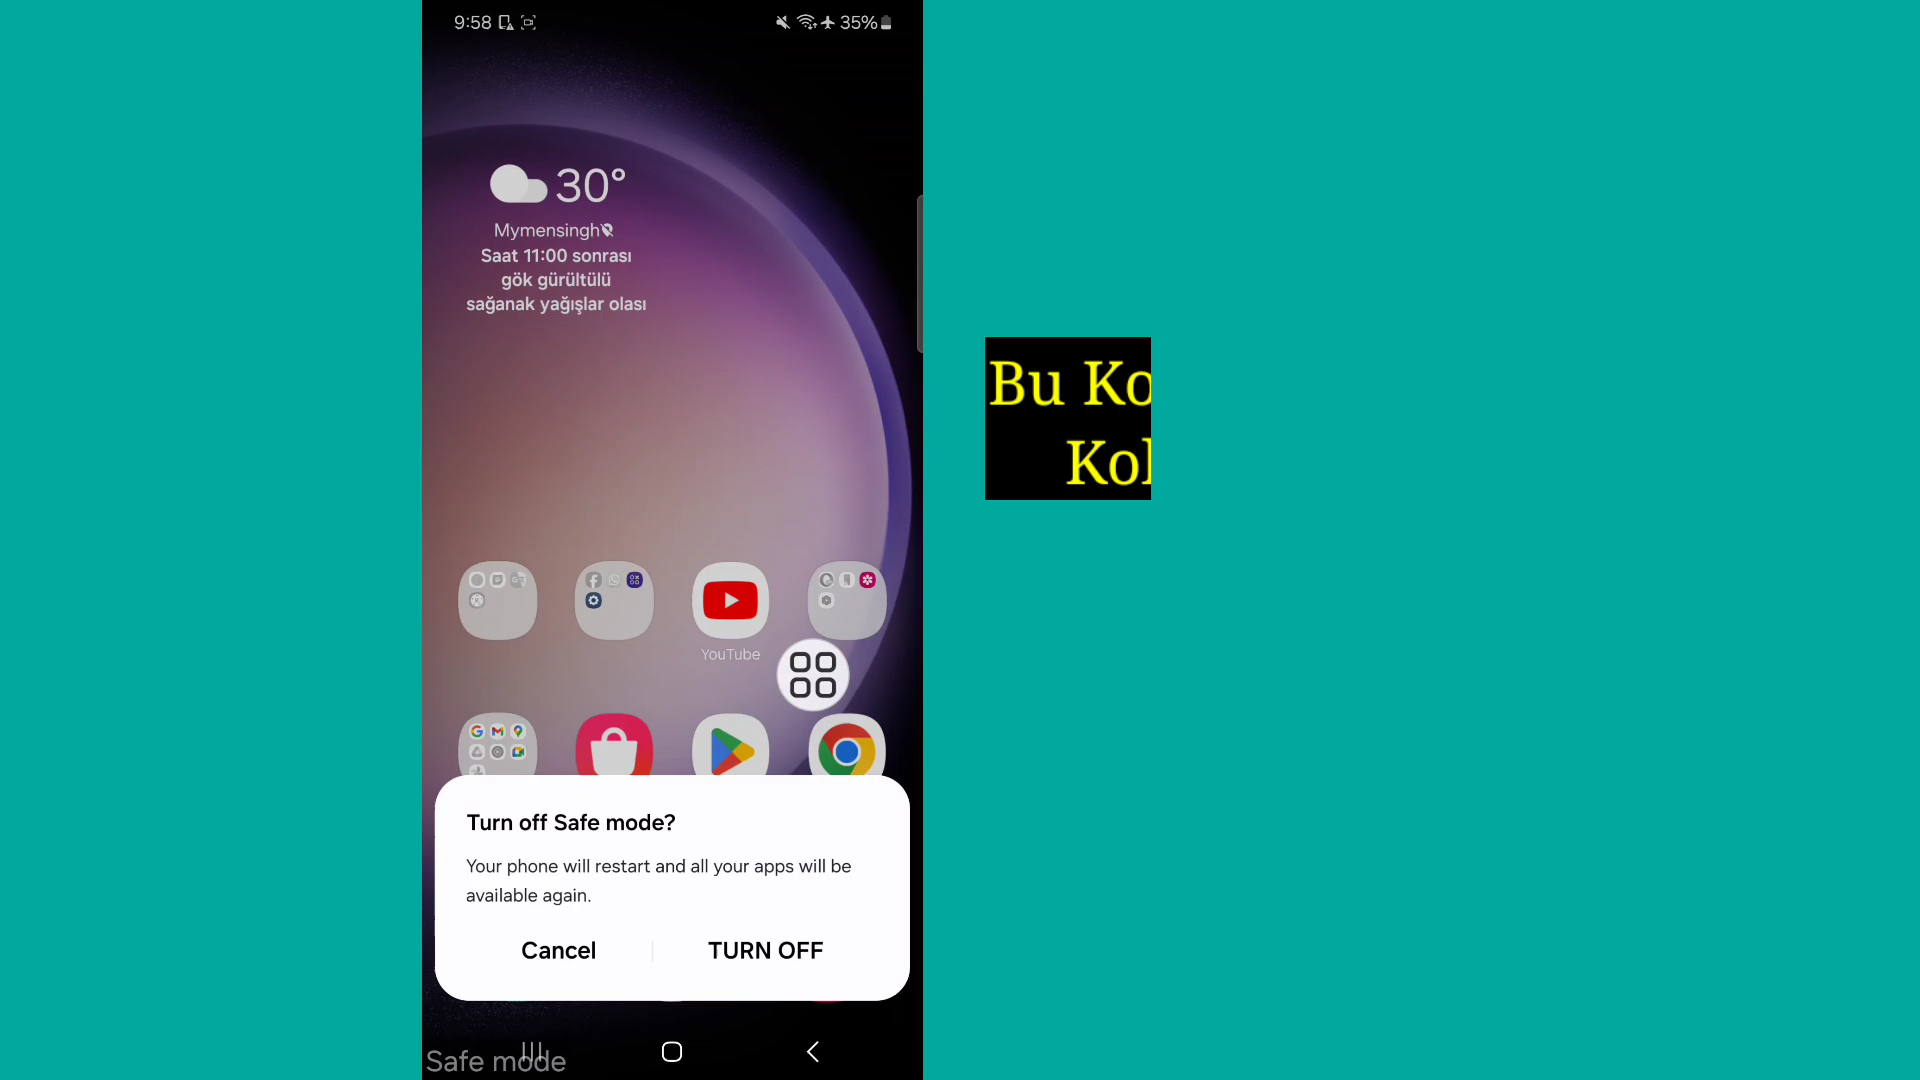 9:58
35%
30°
Mymensingh
Saat 11:00 sonrası
gök gürültülü
sağanak yağışlar olası
Bu Ko
Kol
YouTube
Turn off Safe mode?
Your phone will restart and all your apps will be
available again.
Cancel
TURN OFF
Safe mode